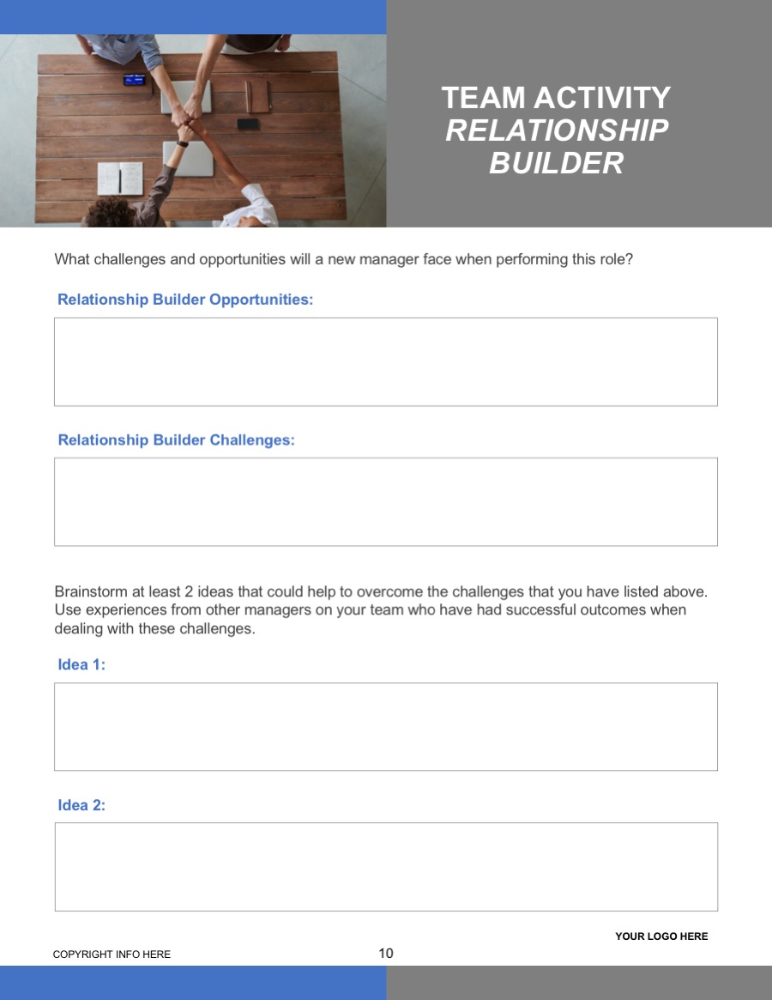 TEAM ACTIVITY
RELATIONSHIP
BUILDER
What challenges and opportunities will a new manager face when performing this role?
Relationship Builder Opportunities:
Relationship Builder Challenges:
Brainstorm at least 2 ideas that could help to overcome the challenges that you have listed above.
Use experiences from other managers on your team who have had successful outcomes when
dealing with these challenges.
Idea 1:
Idea 2:
YOUR LOGO HERE
COPYRIGHT INFO HERE
10